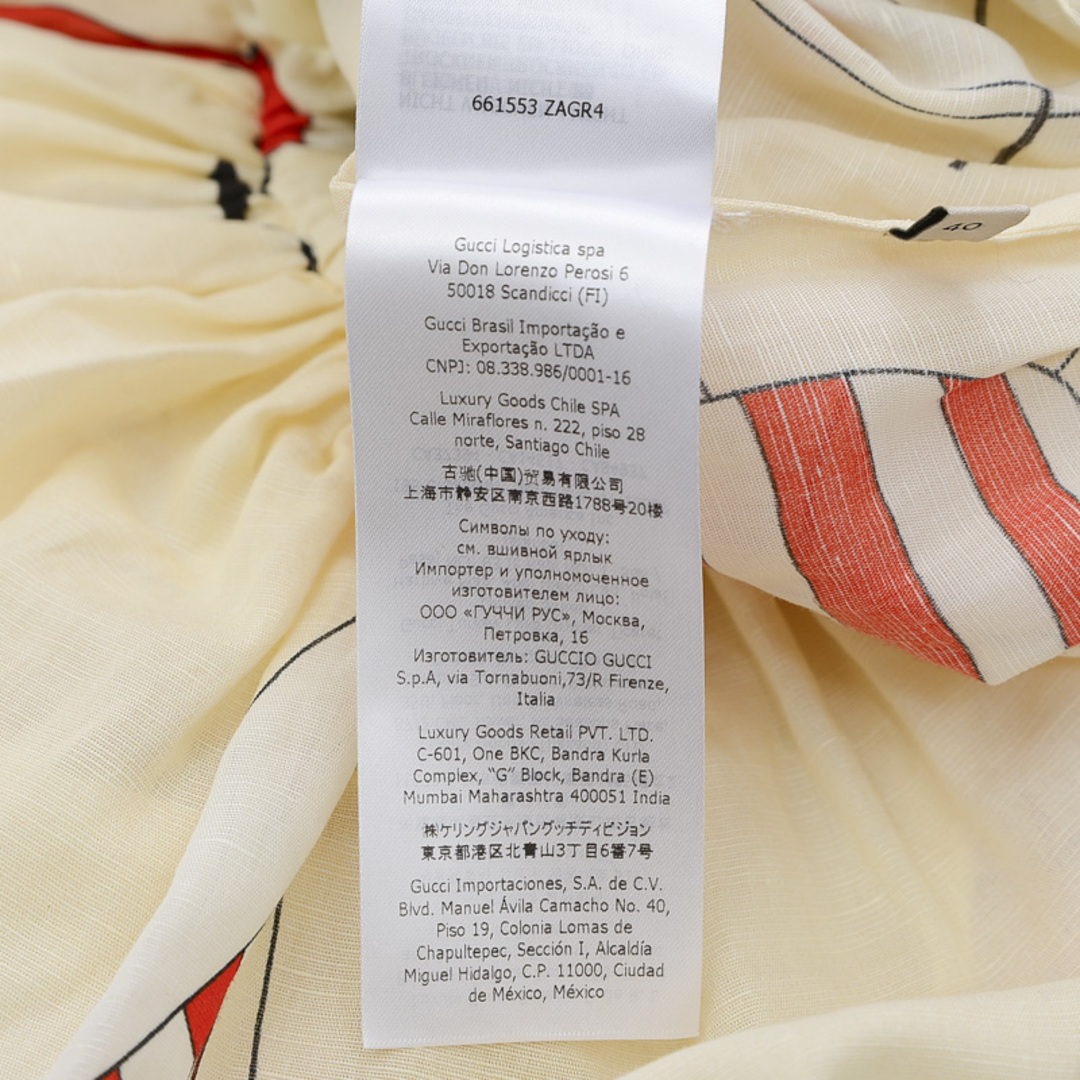 661553 ZAGR4
Gucci Logistica spa
Via Don Lorenzo Perosi 6
50018 Scandicci (FI)
Gucci Brasil Importação e
Exportação LTDA
CNPJ: 08.338.986/0001-16
Luxury Goods Chile SPA
Calle Miraflores n. 222, piso 28
norte, Santiago Chile
古驰(中国)贸易有限公司
上海市静安区南京西路1788号20楼
Символы по уходу:
см. вшивной ярлык
Импортер и уполномоченное
изготовителем лицо:
ООО «ГУЧЧИ РУС», Москва,
Петровка, 16
Изготовитель: GUCCIO GUCCI
S.p.A, via Tornabuoni,73/R Firenze,
Italia
Luxury Goods Retail PVT. LTD.
C-601, One BKC, Bandra Kurla
Complex, "G" Block, Bandra (E)
Mumbai Maharashtra 400051 India
㈱ケリングジャパングッチディビジョン
東京都港区北青山3丁目6番7号
Gucci Importaciones, S.A. de C.V.
Blvd. Manuel Ávila Camacho No. 40,
Piso 19, Colonia Lomas de
Chapultepec, Sección I, Alcaldía
Miguel Hidalgo, C.P. 11000, Ciudad
de México, México
40